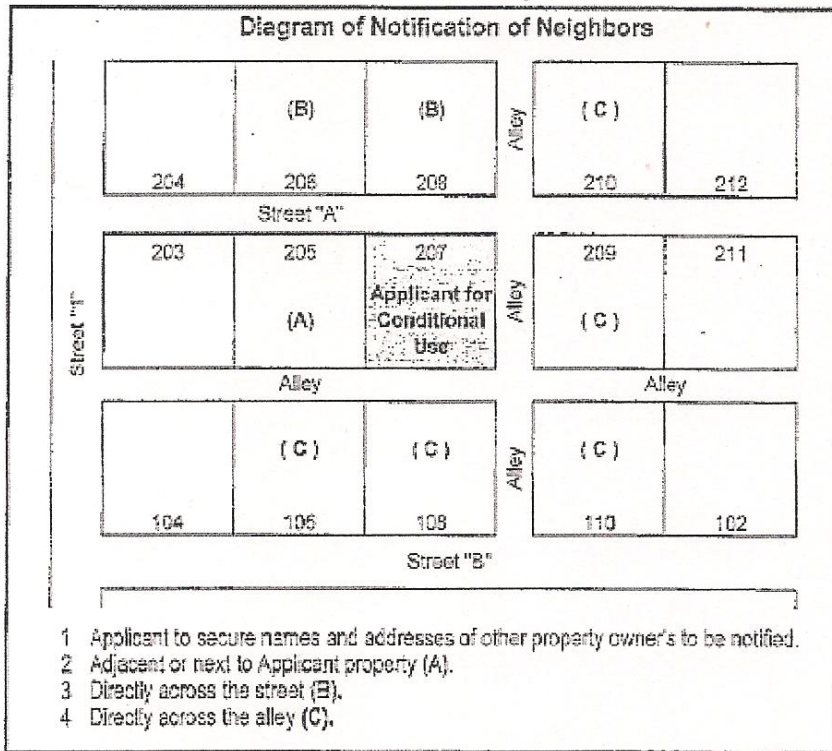 Diagram of Notification of Neighbors
(B) (B) Alley (C)
204 206 208 210 212
Street "A"
203 205 207 209 211
Street "1"
(A) Applicant for Conditional Use Alley (C)
Alley Alley
(C) (C) Alley (C)
104 106 108 110 102
Street "B"
1 Applicant to secure names and addresses of other property owner's to be notified.
2 Adjacent or next to Applicant property (A).
3 Directly across the street (B).
4 Directly across the alley (C).